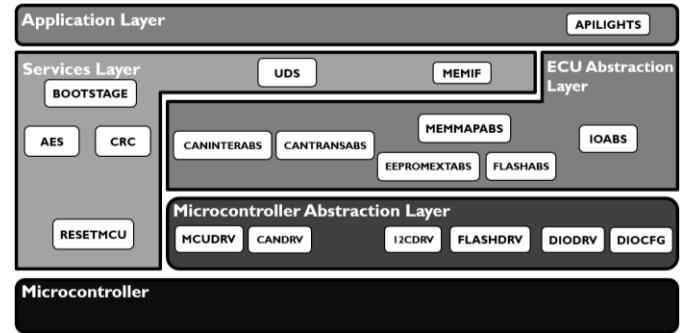 Application Layer
APILIGHTS
Services Layer
UDS
MEMIF
ECU Abstraction
Layer
BOOTSTAGE
AES
CRC
CANINTERABS
CANTRANSABS
MEMMAPABS
IOABS
EEPROMEXTABS
FLASHABS
RESETMCU
Microcontroller Abstraction Layer
MCUDRV
CANDRV
I2CDRV
FLASHDRV
DIODRV
DIOCFG
Microcontroller